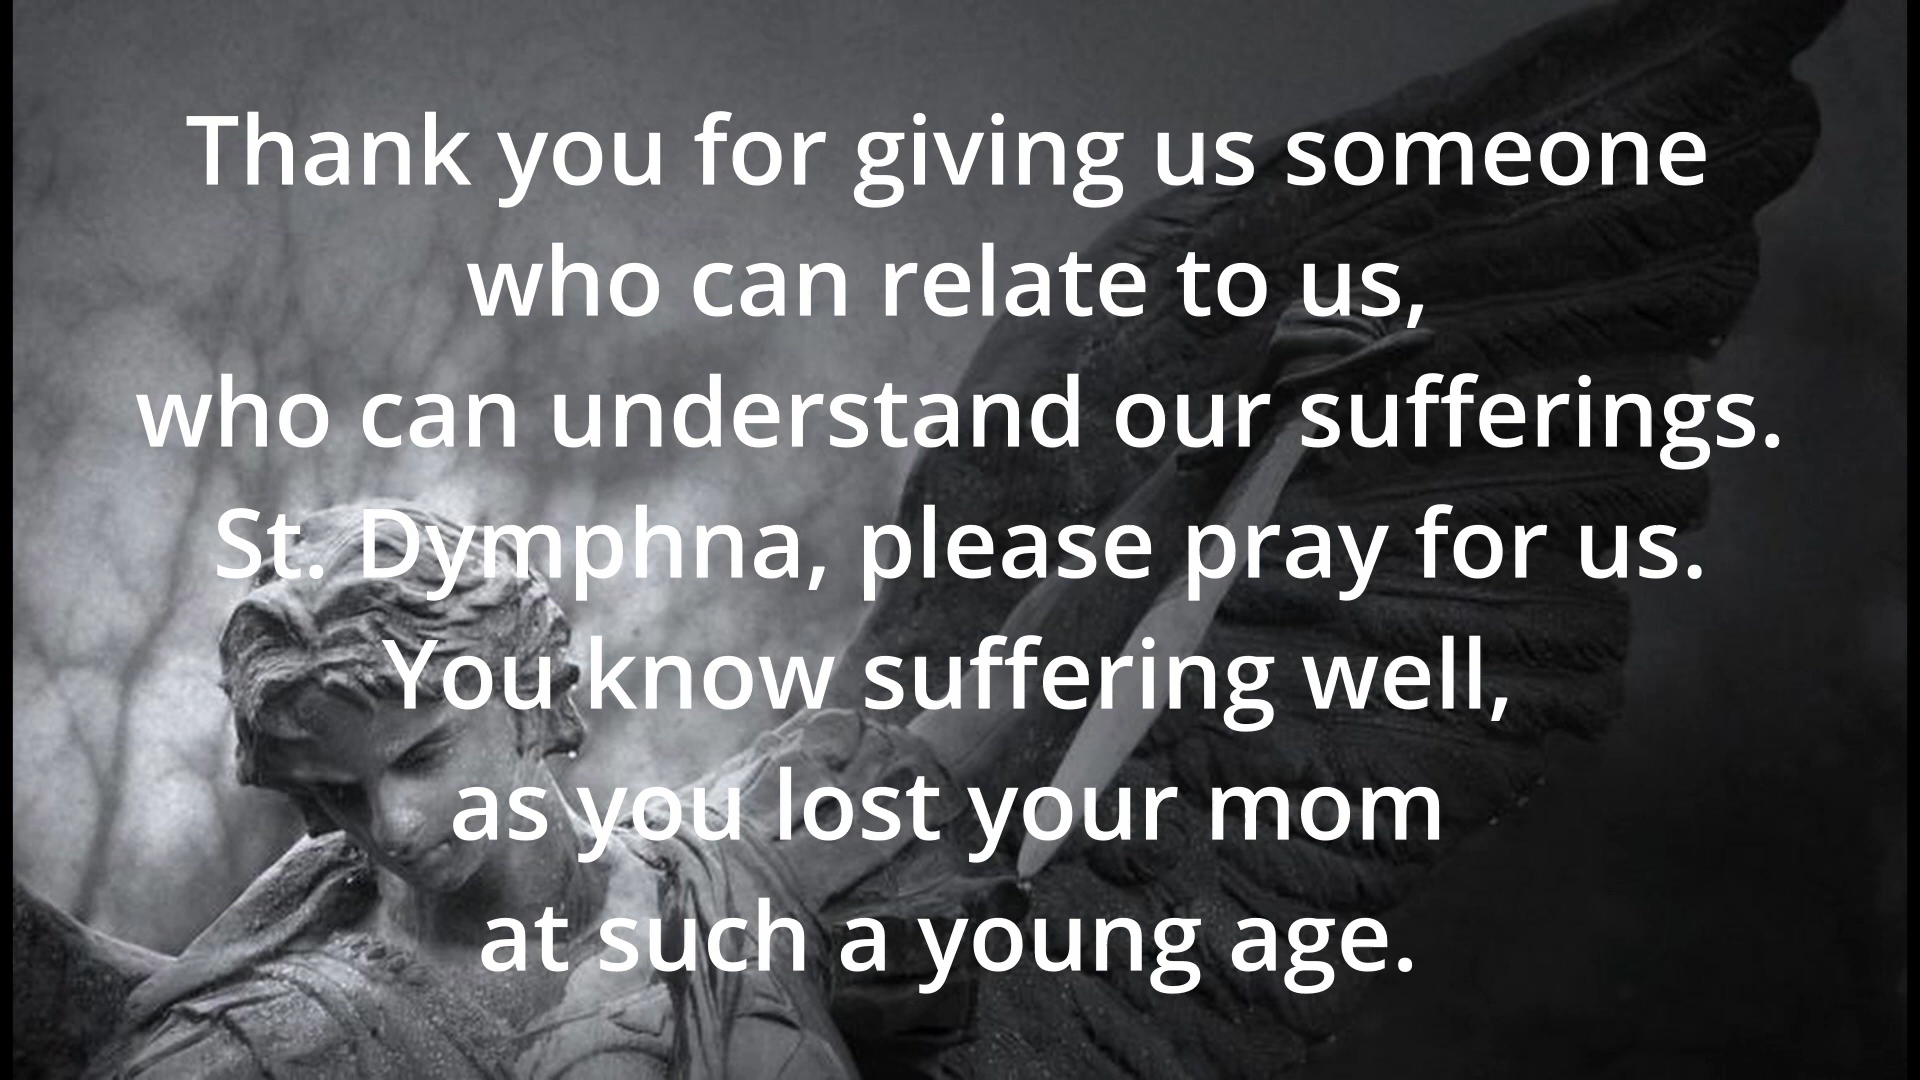 Thank you for giving us someone
who can relate to us,
who can understand our sufferings.
St. Dymphna, please pray for us.
You know suffering well,
as you lost your mom
at such a young age.